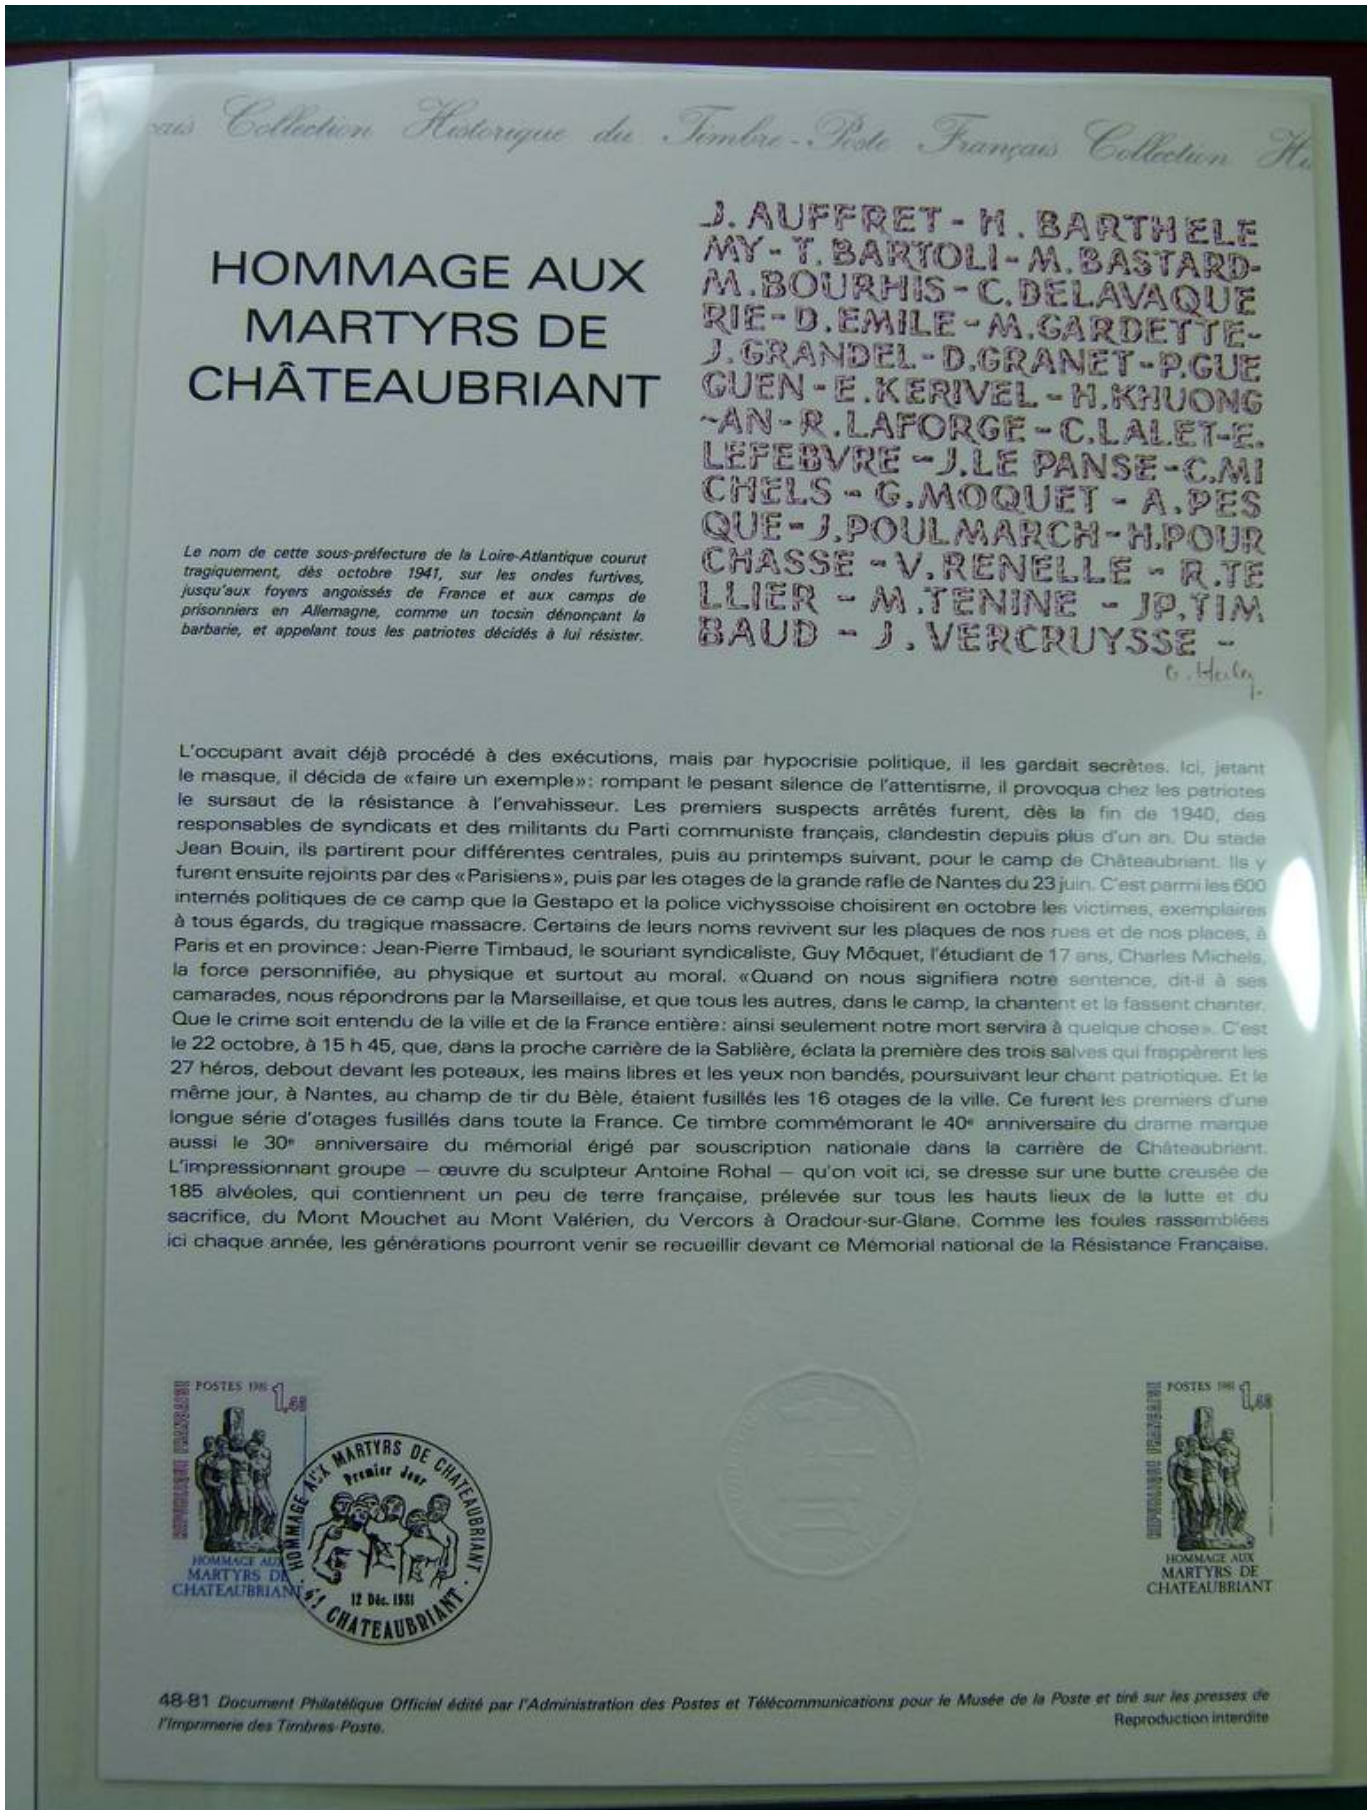 Collection Historique du Timbre-Poste Français Collection
HOMMAGE AUX
MARTYRS DE
CHÂTEAUBRIANT
J. AUFFRET - H. BARTHELE
MY - T. BARTOLI - M. BASTARD-
M. BOURHIS - C. DELAVAQUE
RIE - D. EMILE - M. GARDETTE-
J. GRANDEL - D. GRANET - P. GUE
GUEN - E. KERIVEL - H. KHUONG
-AN - R. LAFORGE - C. LALET - E.
LEFEBVRE - J. LE PANSE - C. MI
CHELS - G. MOQUET - A. PES
QUE - J. POULMARCH - H. POUR
CHASSE - V. RENELLE - R. TE
LLIER - M. TENINE - JP. TIM
BAUD - J. VERCRUYSSE -
Le nom de cette sous-préfecture de la Loire-Atlantique courut
tragiquement, dès octobre 1941, sur les ondes furtives,
jusqu'aux foyers angoissés de France et aux camps de
prisonniers en Allemagne, comme un tocsin dénonçant la
barbarie, et appelant tous les patriotes décidés à lui résister.
L'occupant avait déjà procédé à des exécutions, mais par hypocrisie politique, il les gardait secrètes. Ici, jetant
le masque, il décida de «faire un exemple»: rompant le pesant silence de l'attentisme, il provoqua chez les patriotes
le sursaut de la résistance à l'envahisseur. Les premiers suspects arrêtés furent, dès la fin de 1940, des
responsables de syndicats et des militants du Parti communiste français, clandestin depuis plus d'un an. Du stade
Jean Bouin, ils partirent pour différentes centrales, puis au printemps suivant, pour le camp de Châteaubriant. Ils y
furent ensuite rejoints par des «Parisiens», puis par les otages de la grande rafle de Nantes du 23 juin. C'est parmi les 600
internés politiques de ce camp que la Gestapo et la police vichyssoise choisirent en octobre les victimes, exemplaires
à tous égards, du tragique massacre. Certains de leurs noms revivent sur les plaques de nos rues et de nos places, à
Paris et en province: Jean-Pierre Timbaud, le souriant syndicaliste, Guy Môquet, l'étudiant de 17 ans, Charles Michels,
la force personnifiée, au physique et surtout au moral. «Quand on nous signifiera notre sentence, dit-il à ses
camarades, nous répondrons par la Marseillaise, et que tous les autres, dans le camp, la chantent et la fassent chanter.
Que le crime soit entendu de la ville et de la France entière: ainsi seulement notre mort servira à quelque chose». C'est
le 22 octobre, à 15 h 45, que, dans la proche carrière de la Sablière, éclata la première des trois salves qui frappèrent les
27 héros, debout devant les poteaux, les mains libres et les yeux non bandés, poursuivant leur chant patriotique. Et le
même jour, à Nantes, au champ de tir du Bèle, étaient fusillés les 16 otages de la ville. Ce furent les premiers d'une
longue série d'otages fusillés dans toute la France. Ce timbre commémorant le 40e anniversaire du drame marque
aussi le 30e anniversaire du mémorial érigé par souscription nationale dans la carrière de Châteaubriant.
L'impressionnant groupe — œuvre du sculpteur Antoine Rohal — qu'on voit ici, se dresse sur une butte creusée de
185 alvéoles, qui contiennent un peu de terre française, prélevée sur tous les hauts lieux de la lutte et du
sacrifice, du Mont Mouchet au Mont Valérien, du Vercors à Oradour-sur-Glane. Comme les foules rassemblées
ici chaque année, les générations pourront venir se recueillir devant ce Mémorial national de la Résistance Française.
POSTES 1981 1,40
REPUBLIQUE FRANCAISE
HOMMAGE AUX
MARTYRS DE
CHATEAUBRIANT
HOMMAGE AUX MARTYRS DE CHATEAUBRIANT
Premier Jour
12 Déc. 1981
CHATEAUBRIANT
POSTES 1981 1,40
REPUBLIQUE FRANCAISE
HOMMAGE AUX
MARTYRS DE
CHATEAUBRIANT
48-81 Document Philatélique Officiel édité par l'Administration des Postes et Télécommunications pour le Musée de la Poste et tiré sur les presses de
l'Imprimerie des Timbres-Poste.
Reproduction interdite